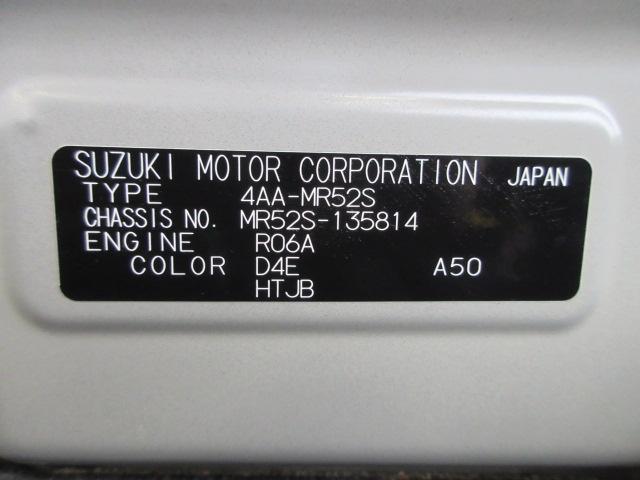 SUZUKI MOTOR CORPORATION JAPAN
TYPE 4AA-MR52S
CHASSIS NO. MR52S-135814
ENGINE R06A
COLOR D4E A50
HTJB